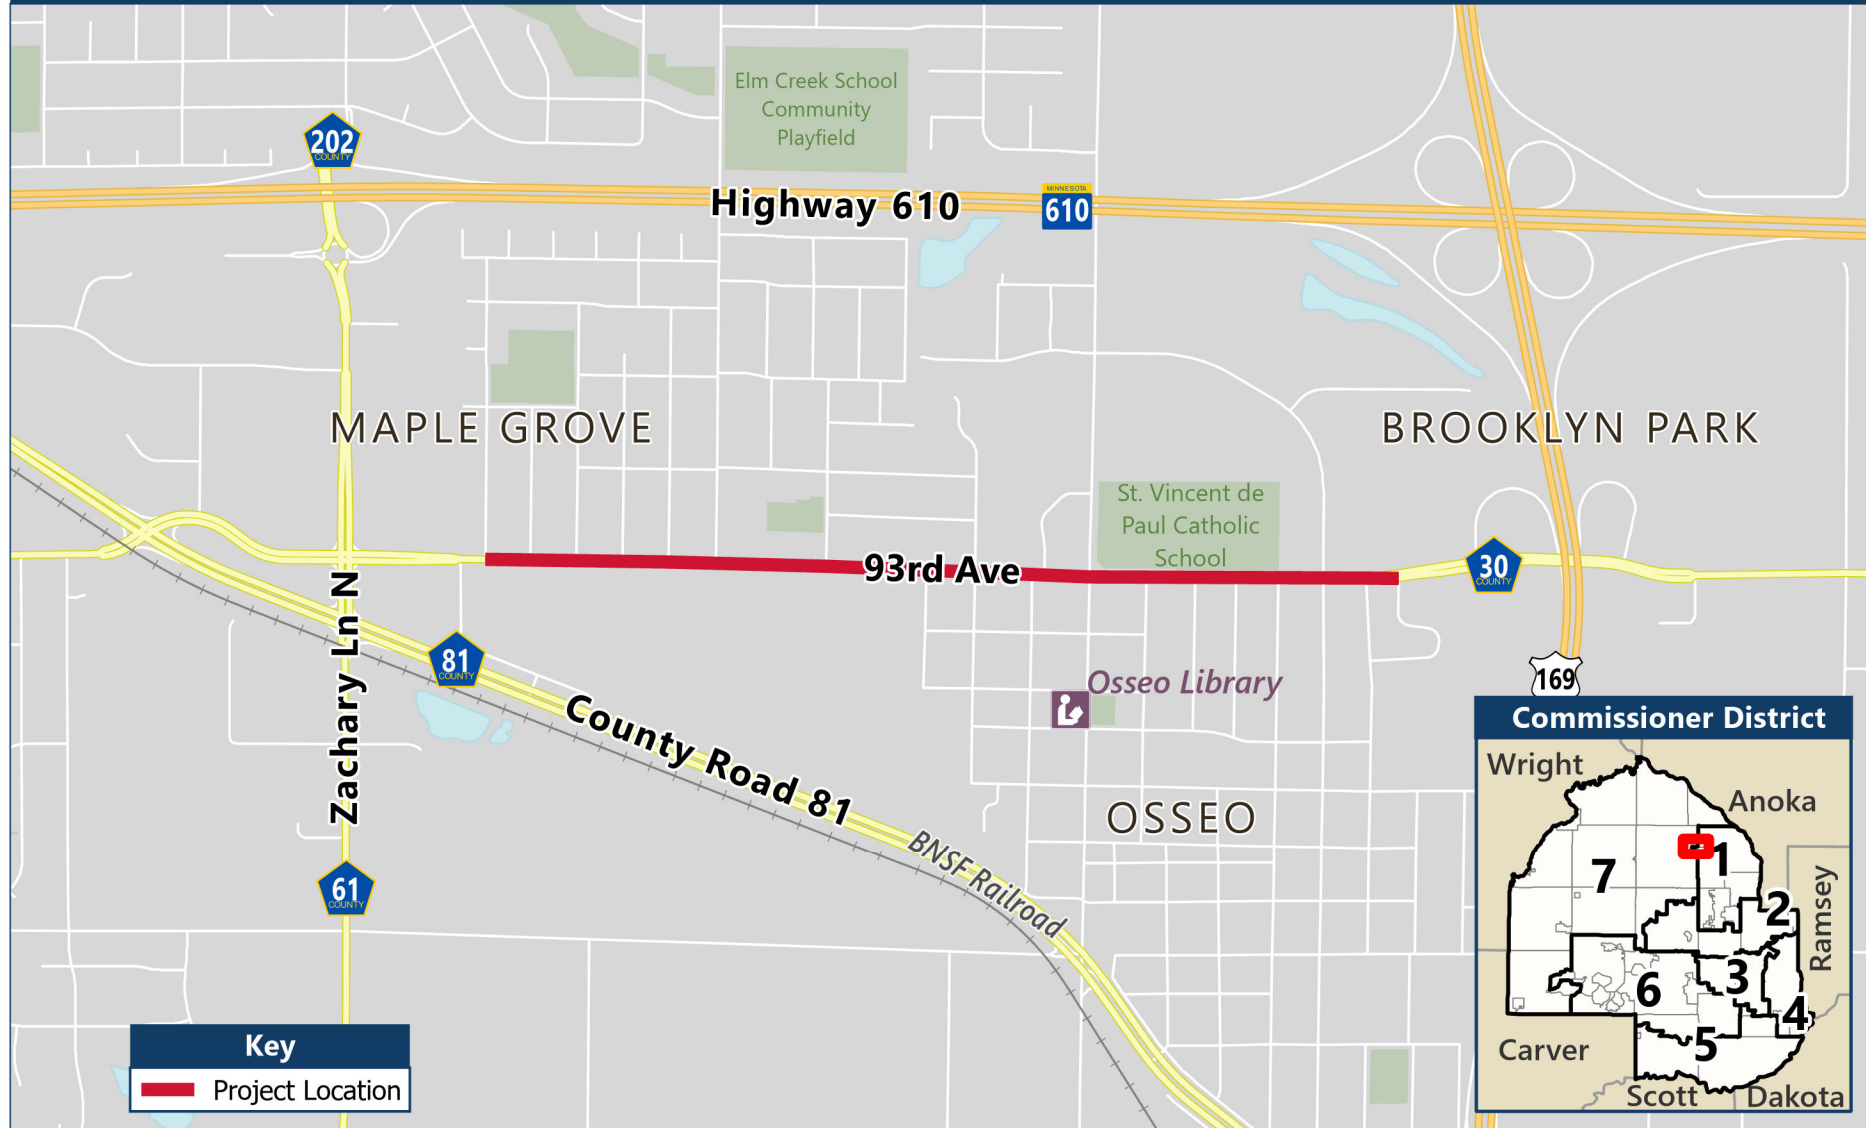 Elm Creek School
Community
Playfield
202
COUNTY
Highway 610
MINNESOTA
610
MAPLE GROVE
BROOKLYN PARK
St. Vincent de
Paul Catholic
School
93rd Ave
30
COUNTY
Zachary Ln N
81
COUNTY
County Road 81
Osseo Library
169
OSSEO
BNSF Railroad
61
COUNTY
Key
Project Location
Commissioner District
Wright
Anoka
1
7
2
Ramsey
3
6
4
5
Carver
Scott
Dakota